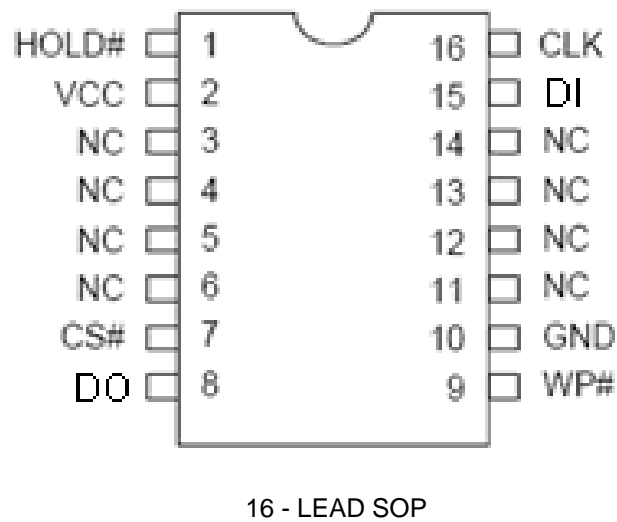 HOLD# 1 16 CLK
VCC 2 15 DI
NC 3 14 NC
NC 4 13 NC
NC 5 12 NC
NC 6 11 NC
CS# 7 10 GND
DO 8 9 WP#
16 - LEAD SOP